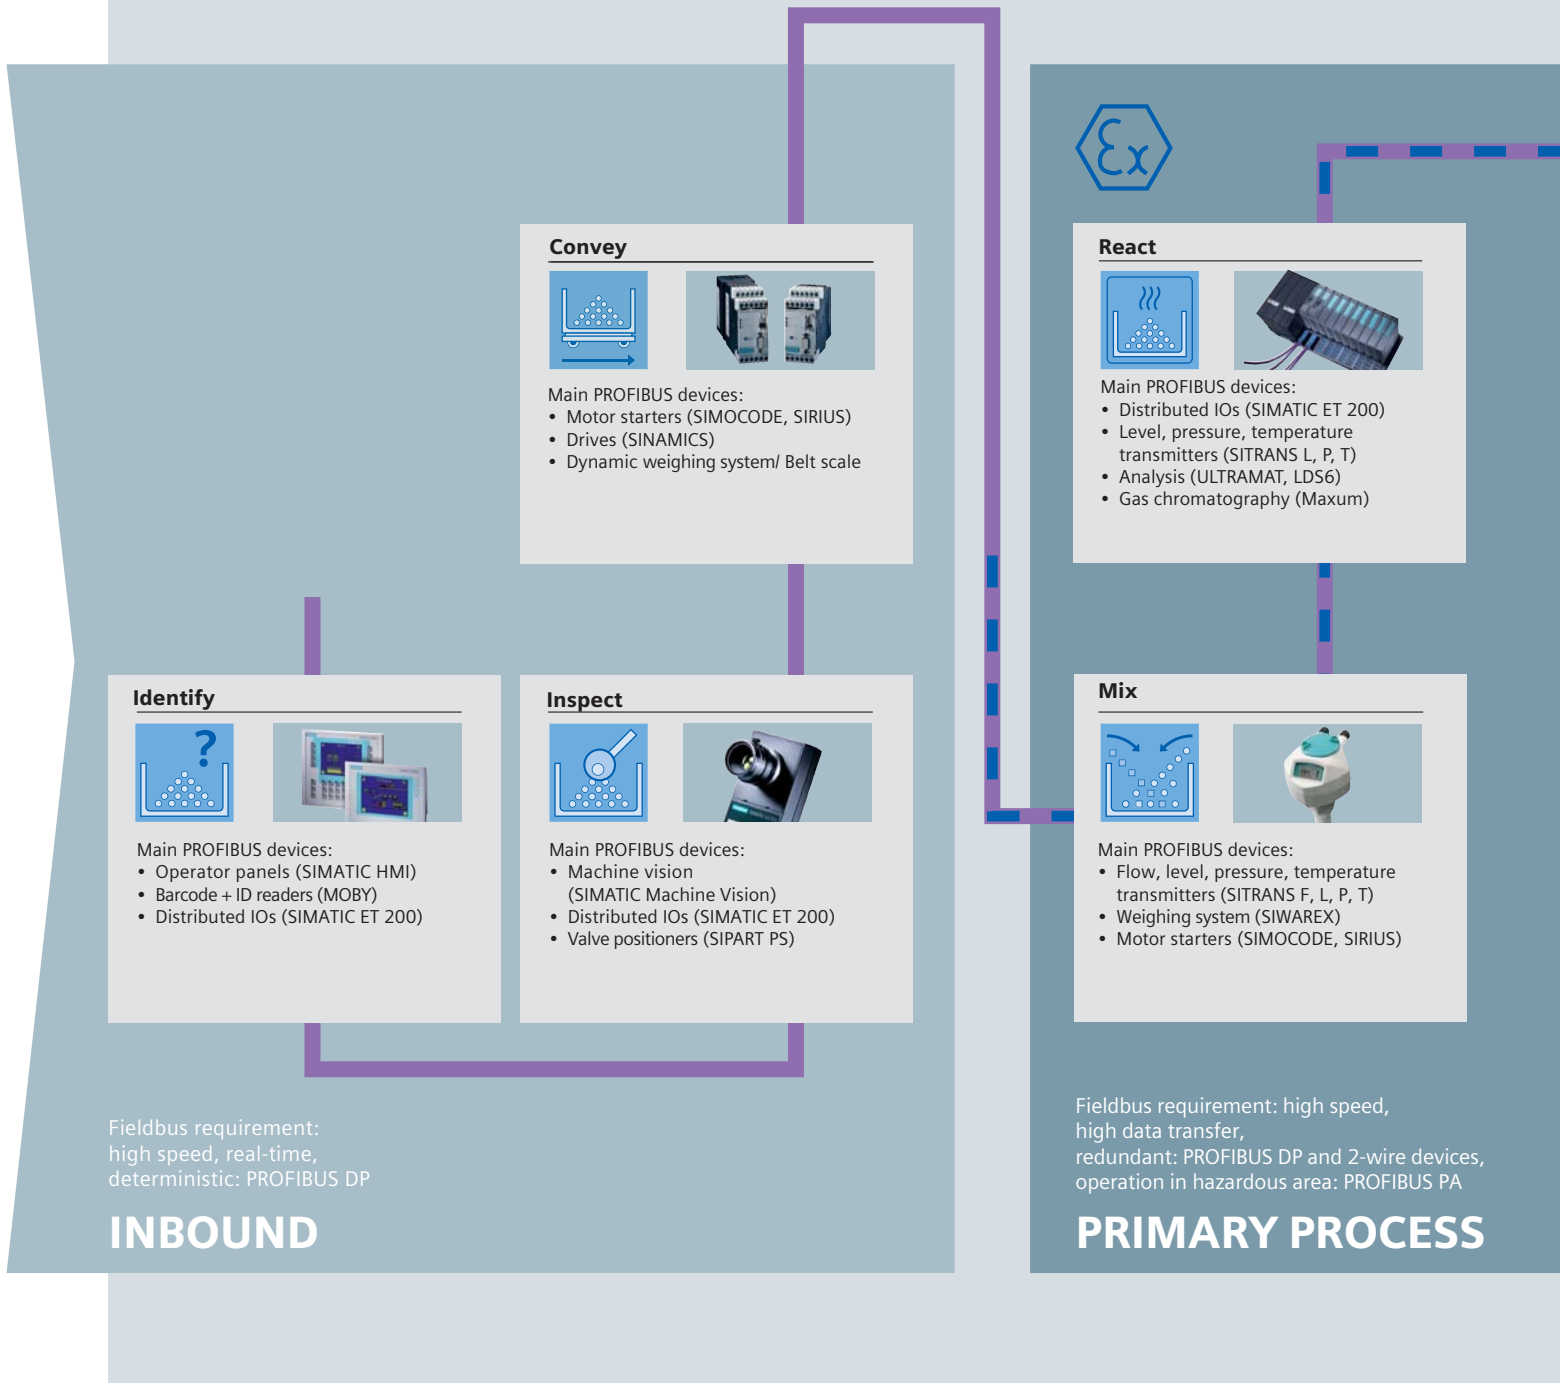 Ex
Convey
Main PROFIBUS devices:
• Motor starters (SIMOCODE, SIRIUS)
• Drives (SINAMICS)
• Dynamic weighing system/ Belt scale
Identify
?
Main PROFIBUS devices:
• Operator panels (SIMATIC HMI)
• Barcode + ID readers (MOBY)
• Distributed IOs (SIMATIC ET 200)
Inspect
Main PROFIBUS devices:
• Machine vision
(SIMATIC Machine Vision)
• Distributed IOs (SIMATIC ET 200)
• Valve positioners (SIPART PS)
Fieldbus requirement:
high speed, real-time,
deterministic: PROFIBUS DP
INBOUND
React
Main PROFIBUS devices:
• Distributed IOs (SIMATIC ET 200)
• Level, pressure, temperature
transmitters (SITRANS L, P, T)
• Analysis (ULTRAMAT, LDS6)
• Gas chromatography (Maxum)
Mix
Main PROFIBUS devices:
• Flow, level, pressure, temperature
transmitters (SITRANS F, L, P, T)
• Weighing system (SIWAREX)
• Motor starters (SIMOCODE, SIRIUS)
Fieldbus requirement: high speed,
high data transfer,
redundant: PROFIBUS DP and 2-wire devices,
operation in hazardous area: PROFIBUS PA
PRIMARY PROCESS